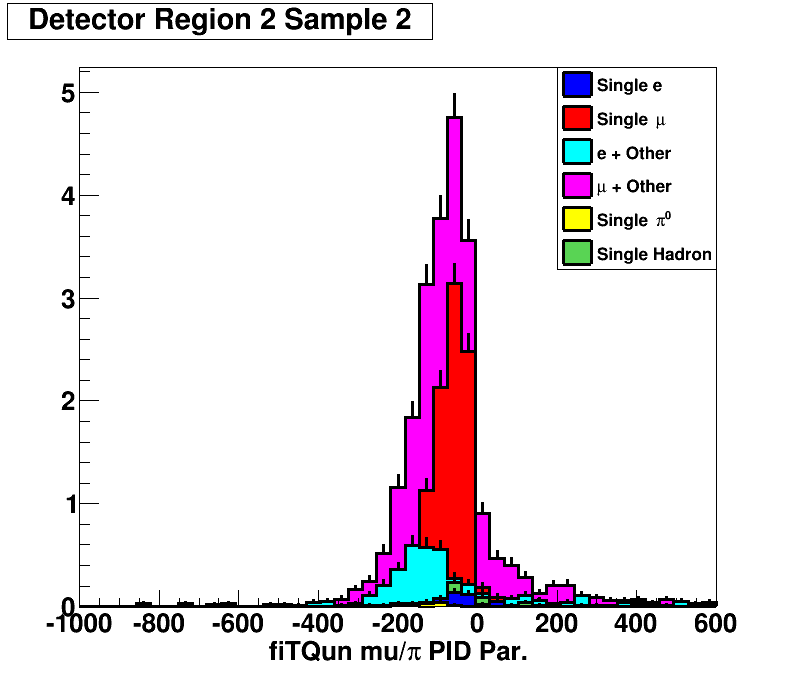 Detector Region 2 Sample 2
Single e
Single μ
e + Other
μ + Other
Single π⁰
Single Hadron
5
4
3
2
1
0
-1000 -800 -600 -400 -200 0 200 400 600
fiTQun mu/π PID Par.